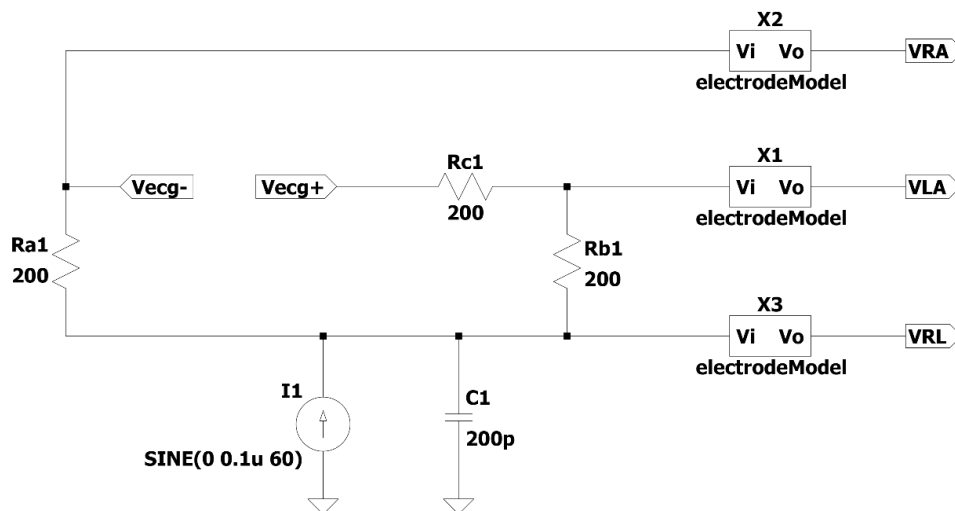 X2
Vi Vo
VRA
electrodeModel
Vecg-
Vecg+
Rc1
200
X1
Vi Vo
VLA
electrodeModel
Ra1
200
Rb1
200
X3
Vi Vo
VRL
electrodeModel
I1
SINE(0 0.1u 60)
C1
200p